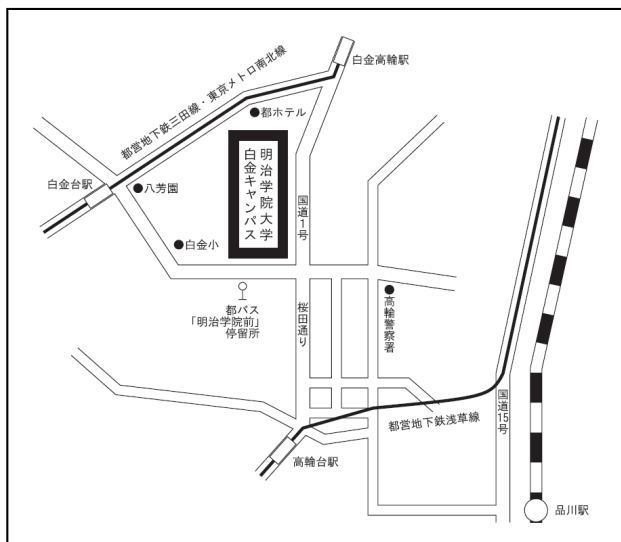 白金高輪駅
都営地下鉄三田線・東京メトロ南北線
都ホテル
明治学院大学
白金キャンパス
白金台駅
八芳園
国道1号
白金小
都バス
「明治学院前」
停留所
桜田通り
高輪警察署
都営地下鉄浅草線
国道15号
高輪台駅
品川駅